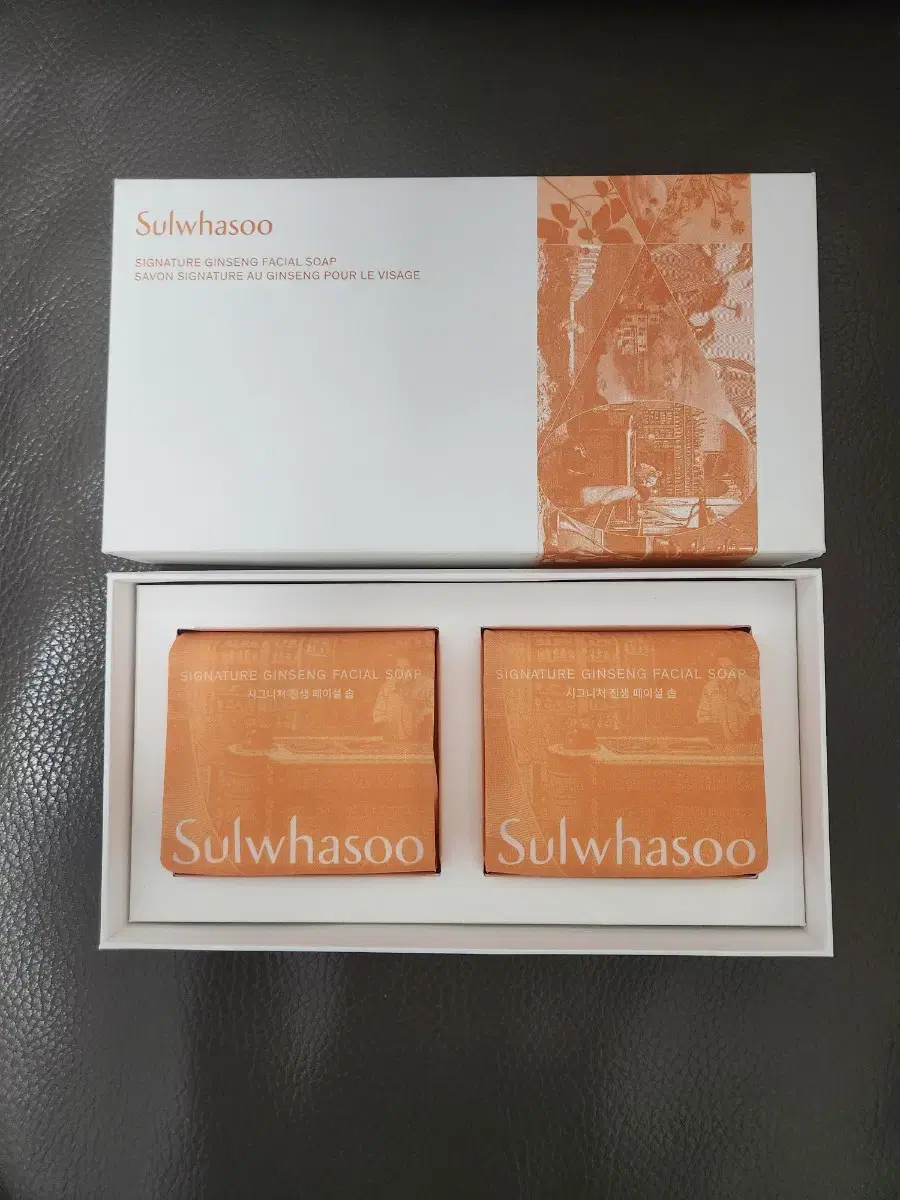 Sulwhasoo
SIGNATURE GINSENG FACIAL SOAP
SAVON SIGNATURE AU GINSENG POUR LE VISAGE
SIGNATURE GINSENG FACIAL SOAP
시그니처 진생 페이셜 솝
Sulwhasoo
SIGNATURE GINSENG FACIAL SOAP
시그니처 진생 페이셜 솝
Sulwhasoo